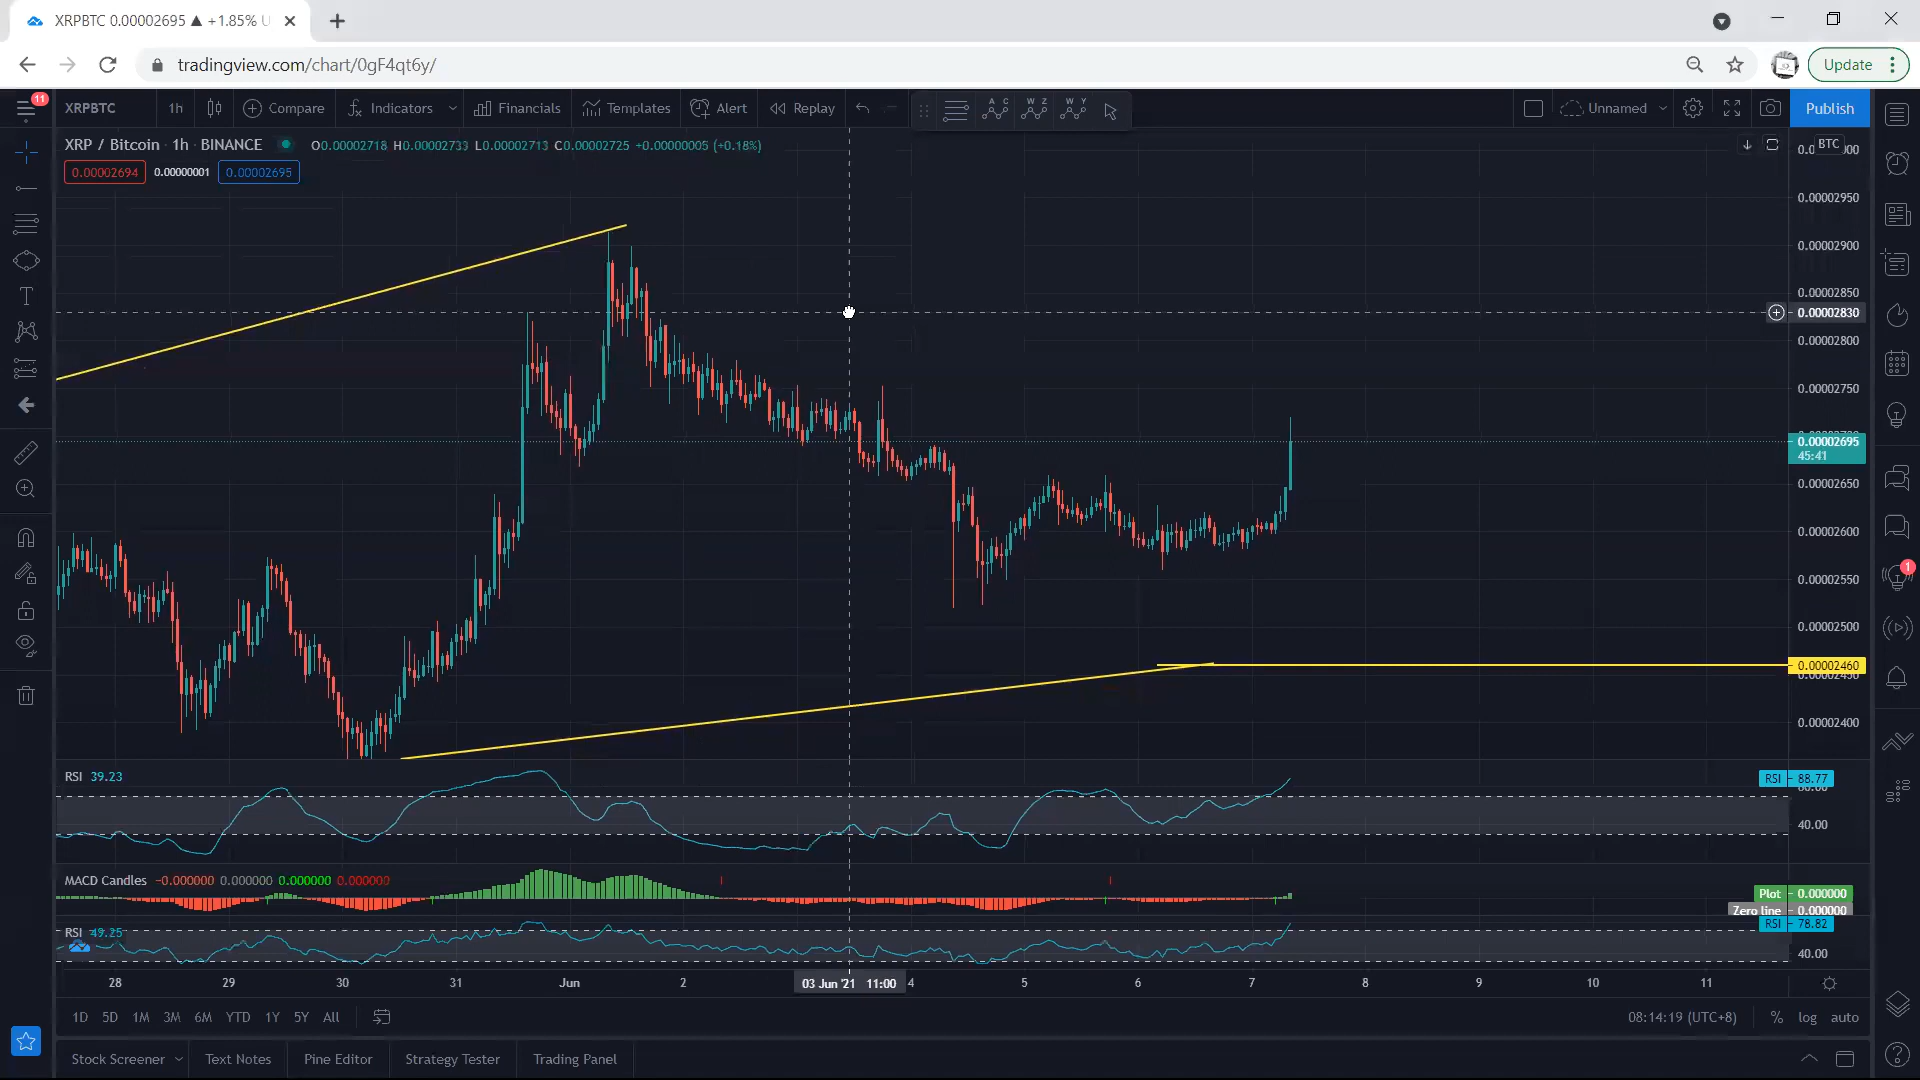 XRPBTC 0.00002695 ▲ +1.85% U
tradingview.com/chart/0gF4qt6y/
Update
11
XRPBTC 1h Compare Indicators Financials Templates Alert Replay Unnamed Publish
A C
W Z
W Y
XRP / Bitcoin · 1h · BINANCE O0.00002718 H0.00002733 L0.00002713 C0.00002725 +0.00000005 (+0.18%)
BTC
0.00002694 0.00000001 0.00002695
0.00002950
0.00002900
0.00002850
0.00002830
0.00002800
0.00002750
0.00002695
45:41
0.00002650
0.00002600
0.00002550
0.00002500
0.00002460
0.00002400
1
RSI 39.23
RSI 88.77
40.00
MACD Candles −0.000000 0.000000 0.000000 0.000000
Plot 0.000000
Zero line 0.000000
RSI 49.25
RSI 78.82
40.00
28 29 30 31 Jun 2 03 Jun '21 11:00 4 5 6 7 8 9 10 11
1D 5D 1M 3M 6M YTD 1Y 5Y All
08:14:19 (UTC+8) % log auto
Stock Screener Text Notes Pine Editor Strategy Tester Trading Panel